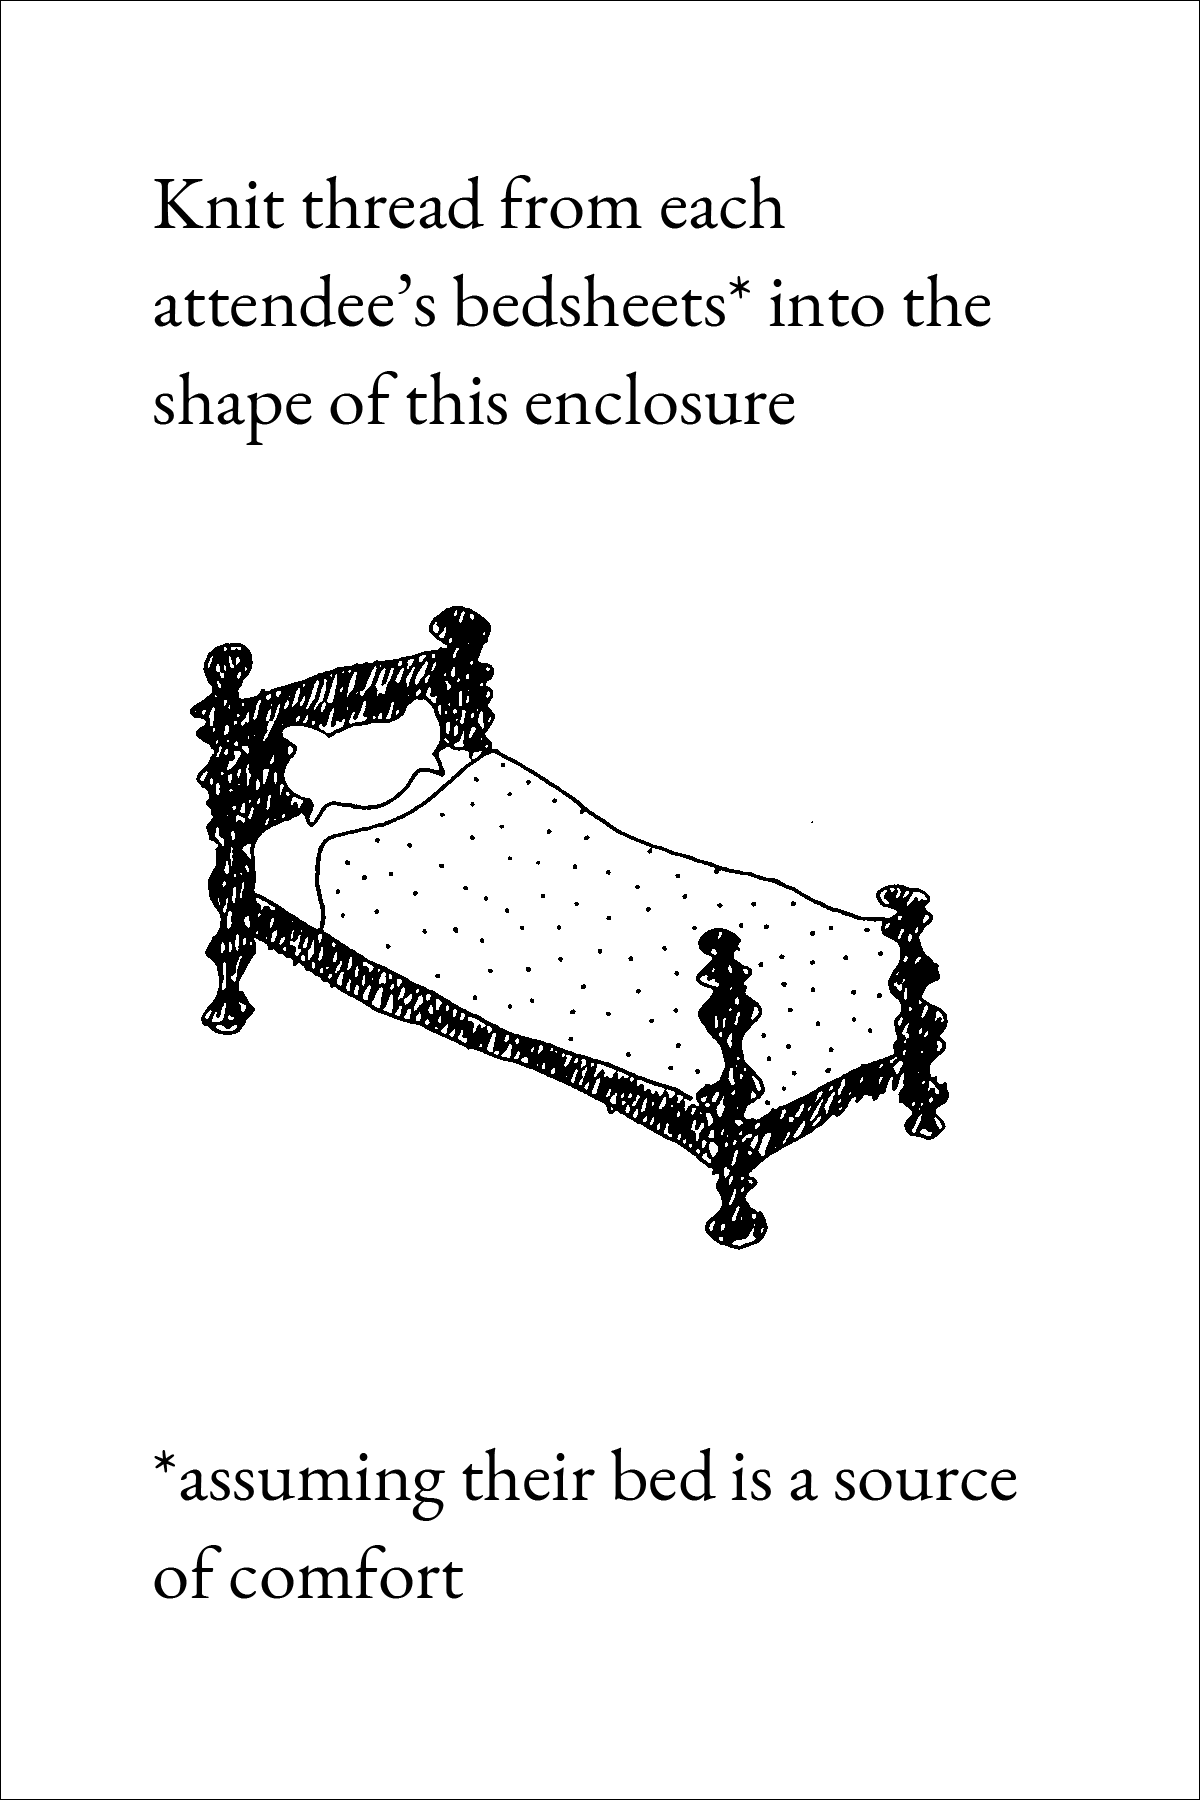 Knit thread from each
attendee’s bedsheets* into the
shape of this enclosure
*assuming their bed is a source
of comfort